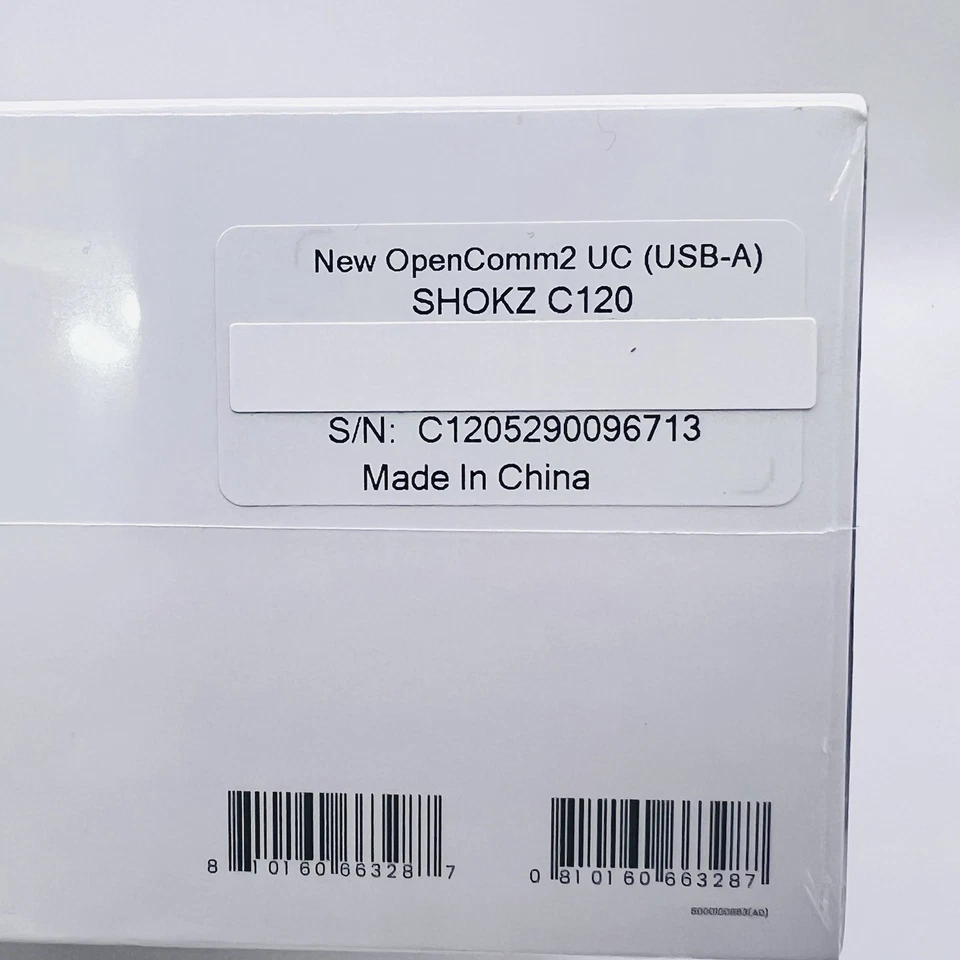 New OpenComm2 UC (USB-A)
SHOKZ C120
S/N: C1205290096713
Made In China
8 10160 66328 7
0 810160 663287